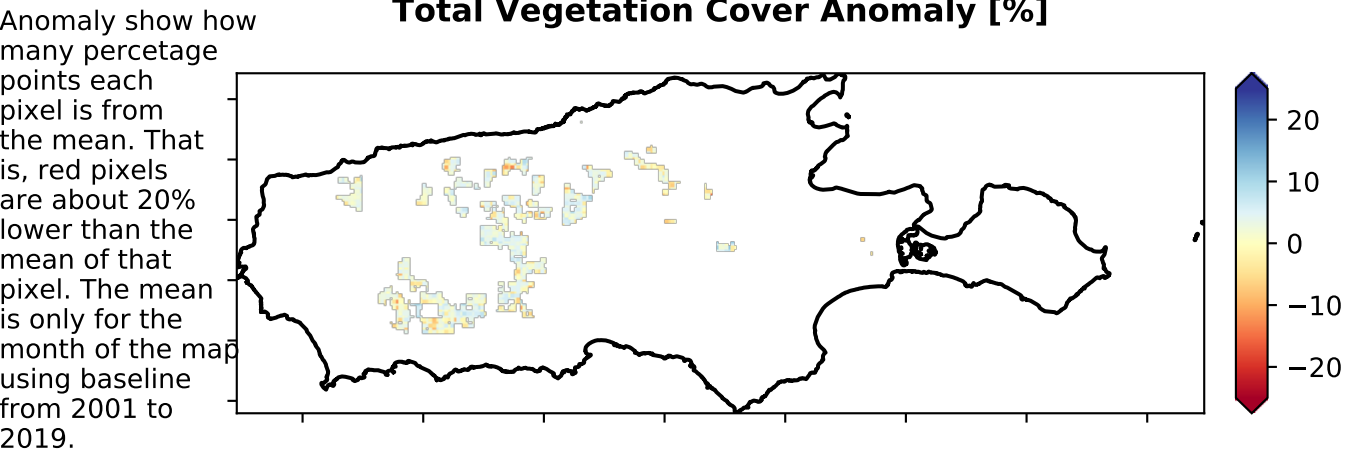 Total Vegetation Cover Anomaly [%]
Anomaly show how
many percetage
points each
pixel is from
the mean. That
is, red pixels
are about 20%
lower than the
mean of that
pixel. The mean
is only for the
month of the map
using baseline
from 2001 to
2019.
20
10
0
−10
−20